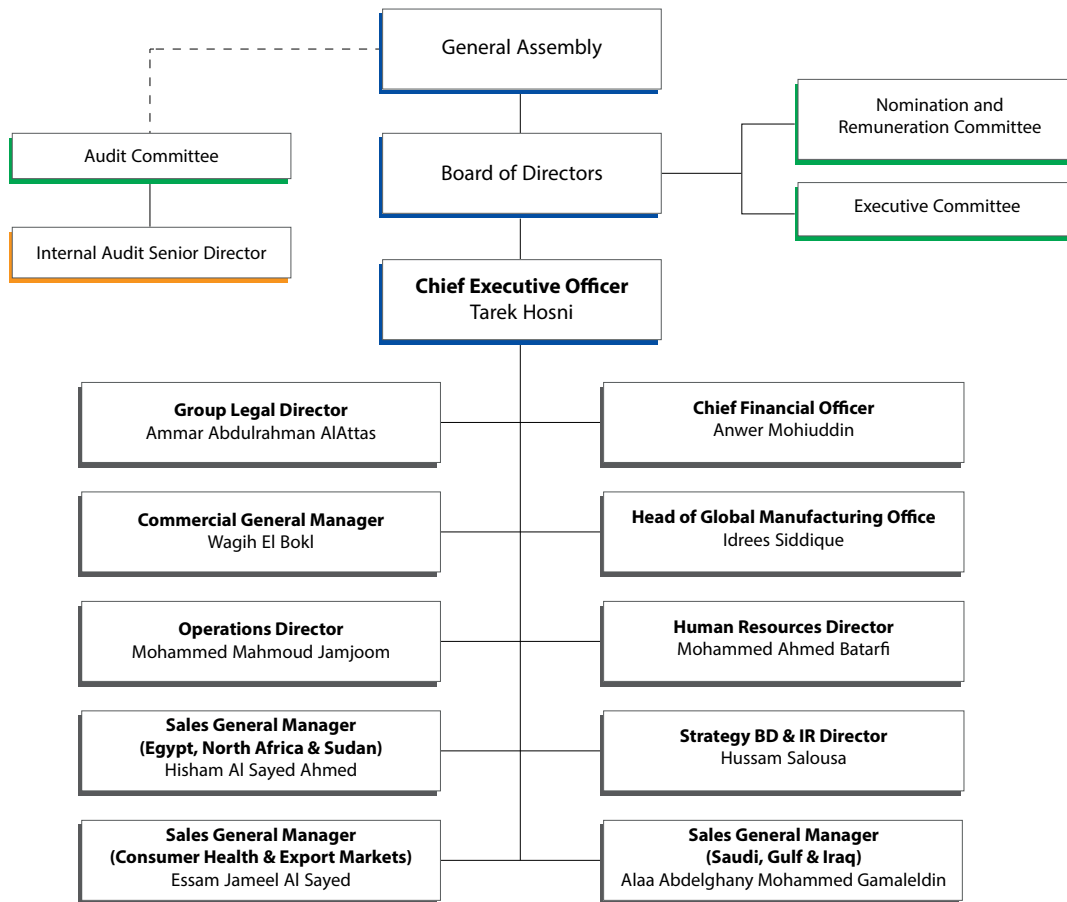 General Assembly
Nomination and
Remuneration Committee
Audit Committee
Board of Directors
Executive Committee
Internal Audit Senior Director
Chief Executive Officer
Tarek Hosni
Group Legal Director
Ammar Abdulrahman AlAttas
Chief Financial Officer
Anwer Mohiuddin
Commercial General Manager
Wagih El Bokl
Head of Global Manufacturing Office
Idrees Siddique
Operations Director
Mohammed Mahmoud Jamjoom
Human Resources Director
Mohammed Ahmed Batarfi
Sales General Manager
(Egypt, North Africa & Sudan)
Hisham Al Sayed Ahmed
Strategy BD & IR Director
Hussam Salousa
Sales General Manager
(Consumer Health & Export Markets)
Essam Jameel Al Sayed
Sales General Manager
(Saudi, Gulf & Iraq)
Alaa Abdelghany Mohammed Gamaleldin